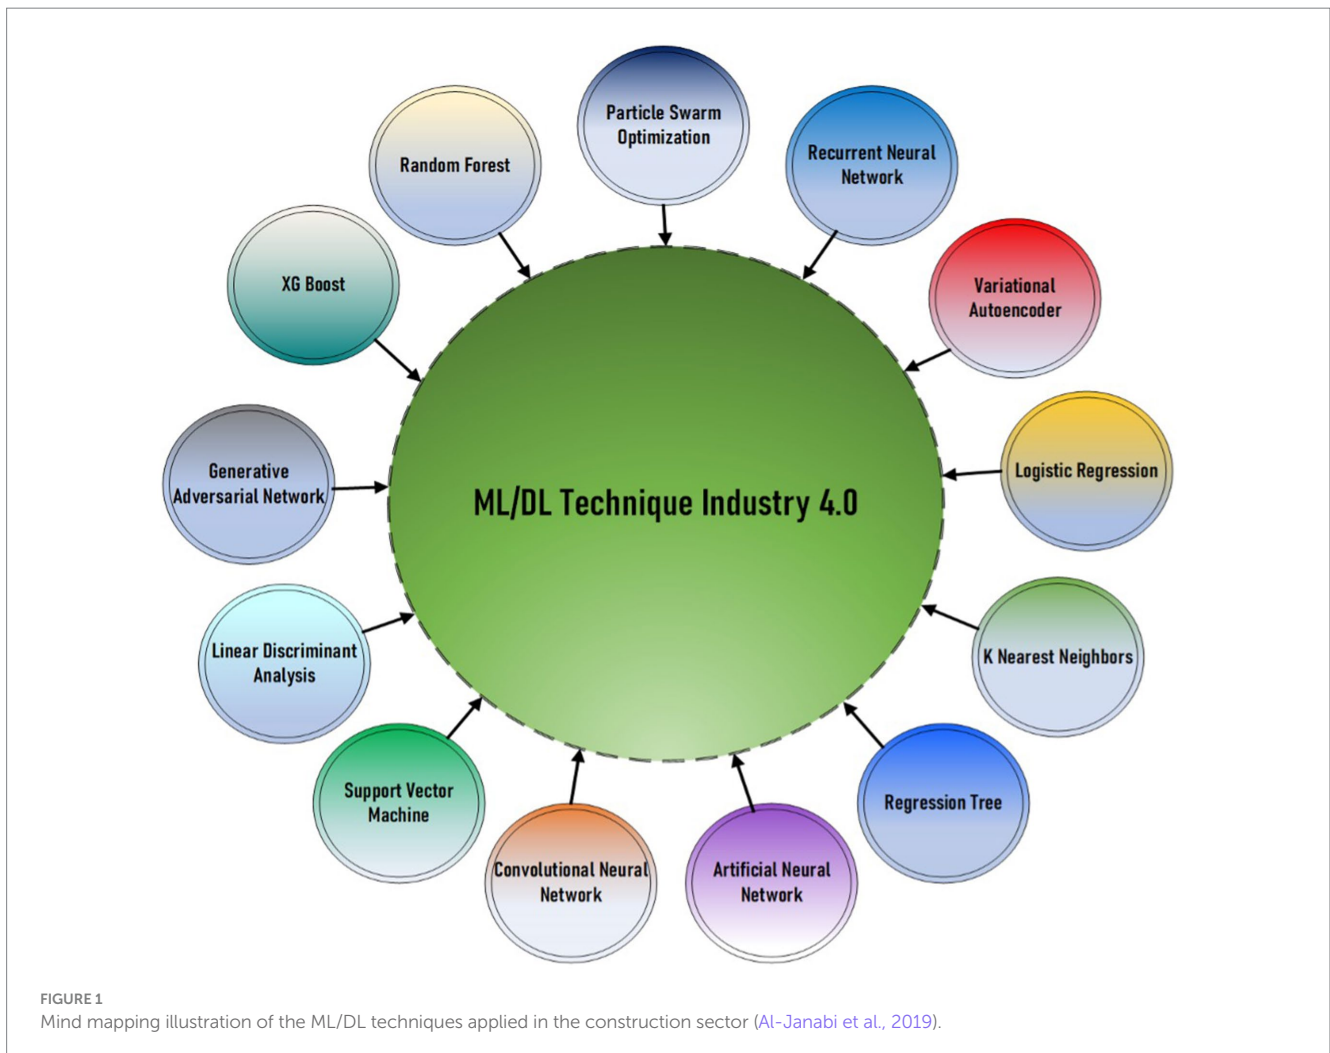 Particle Swarm
Optimization
Recurrent Neural
Network
Random Forest
Variational
Autoencoder
XG Boost
Logistic Regression
Generative
Adversarial Network
ML/DL Technique Industry 4.0
K Nearest Neighbors
Linear Discriminant
Analysis
Regression Tree
Support Vector
Machine
Convolutional Neural
Network
Artificial Neural
Network
FIGURE 1
Mind mapping illustration of the ML/DL techniques applied in the construction sector (Al-Janabi et al., 2019).